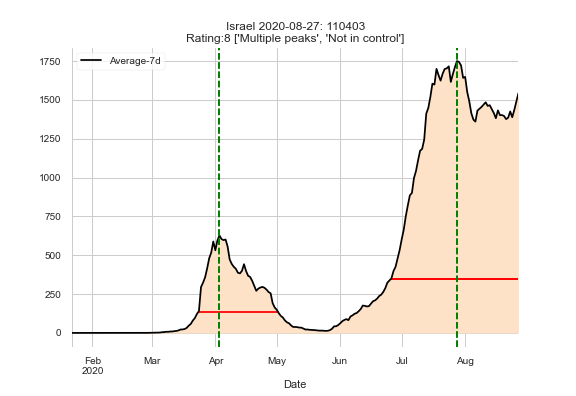 Israel 2020-08-27: 110403
Rating:8 ['Multiple peaks', 'Not in control']
Average-7d
1750
1500
1250
1000
750
500
250
0
Feb Mar Apr May Jun Jul Aug
2020
Date